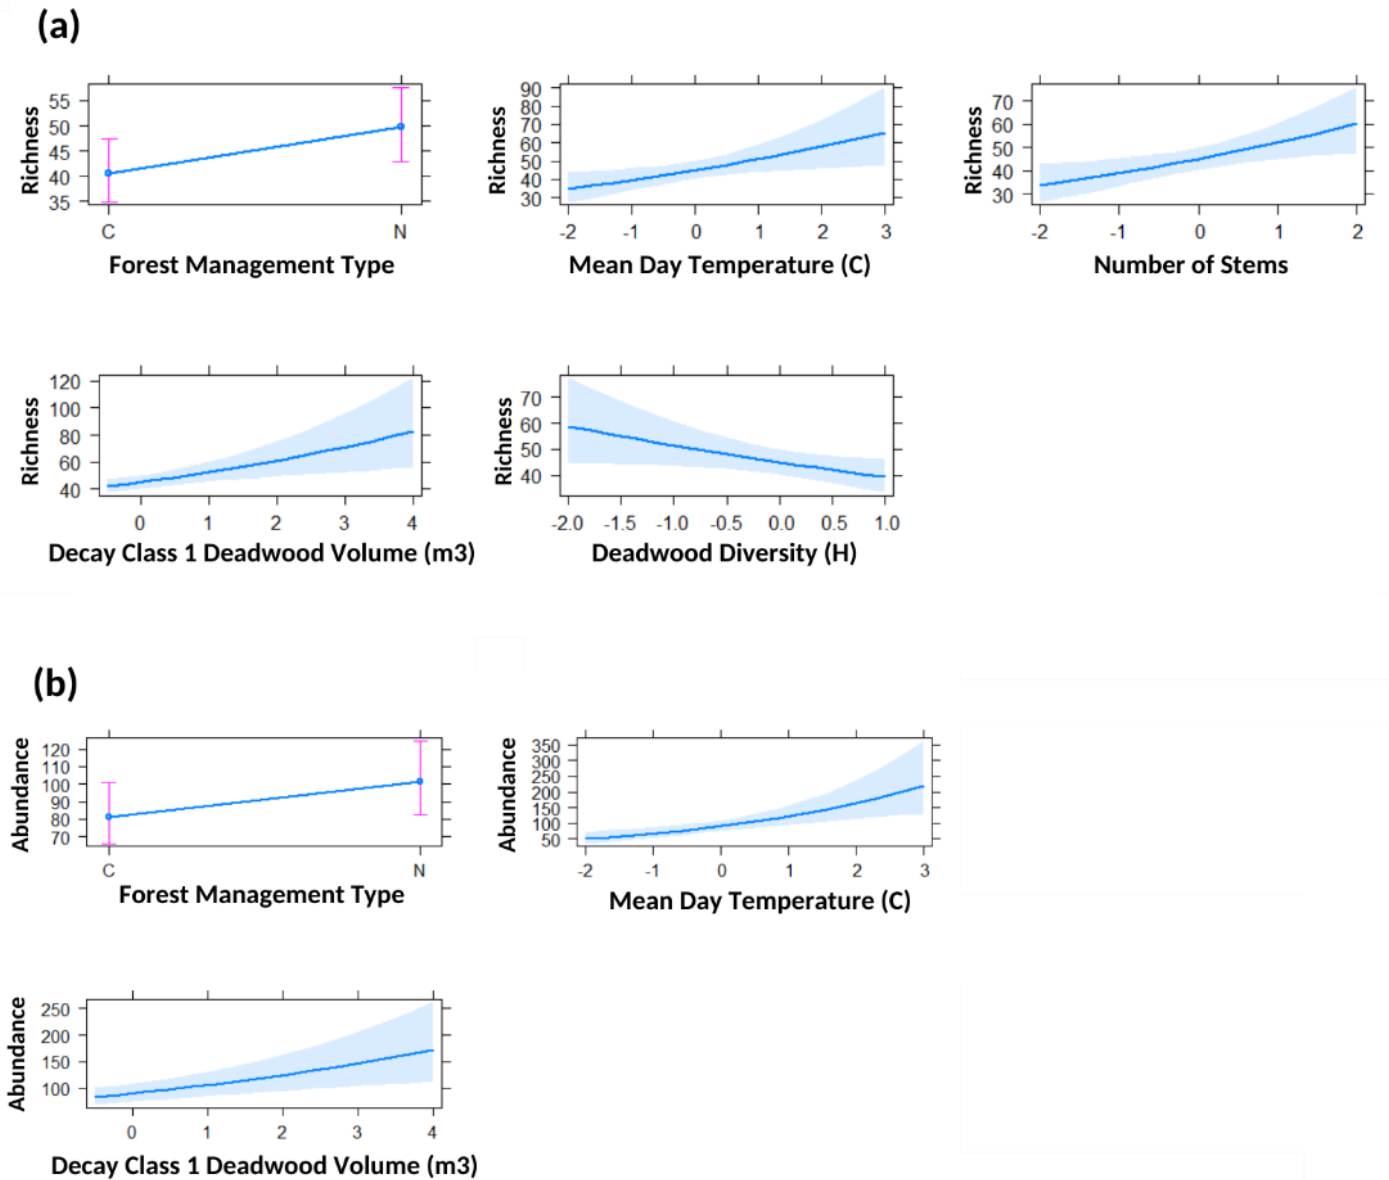 (a)
Richness
55
50
45
40
35
C N
Forest Management Type
Richness
90
80
70
60
50
40
30
-2 -1 0 1 2 3
Mean Day Temperature (C)
Richness
70
60
50
40
30
-2 -1 0 1 2
Number of Stems
Richness
120
100
80
60
40
0 1 2 3 4
Decay Class 1 Deadwood Volume (m3)
Richness
70
60
50
40
-2.0 -1.5 -1.0 -0.5 0.0 0.5 1.0
Deadwood Diversity (H)
(b)
Abundance
120
110
100
90
80
70
C N
Forest Management Type
Abundance
350
300
250
200
150
100
50
-2 -1 0 1 2 3
Mean Day Temperature (C)
Abundance
250
200
150
100
0 1 2 3 4
Decay Class 1 Deadwood Volume (m3)